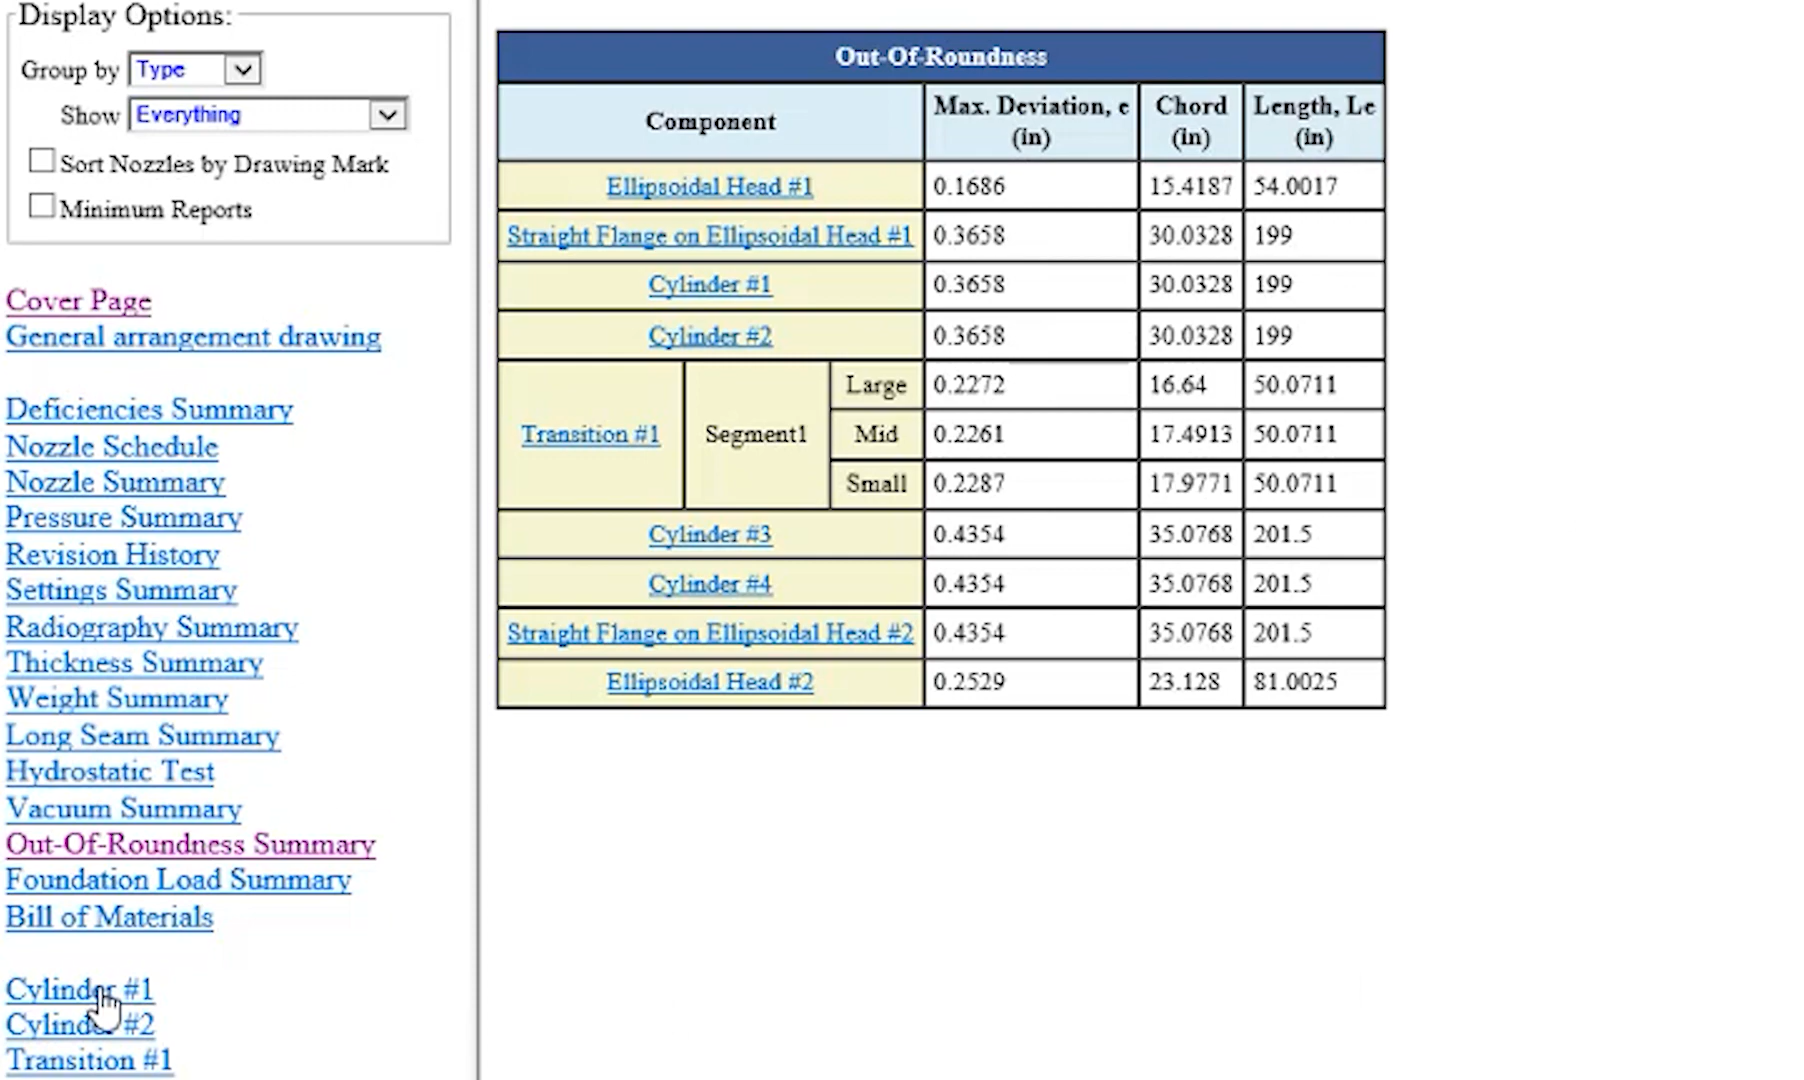 Display Options:
Group by Type
Show Everything
Sort Nozzles by Drawing Mark
Minimum Reports
Cover Page
General arrangement drawing
Deficiencies Summary
Nozzle Schedule
Nozzle Summary
Pressure Summary
Revision History
Settings Summary
Radiography Summary
Thickness Summary
Weight Summary
Long Seam Summary
Hydrostatic Test
Vacuum Summary
Out-Of-Roundness Summary
Foundation Load Summary
Bill of Materials
Cylinder #1
Cylinder #2
Transition #1
Out-Of-Roundness
Component Max. Deviation, e (in) Chord (in) Length, Le (in)
Ellipsoidal Head #1 0.1686 15.4187 54.0017
Straight Flange on Ellipsoidal Head #1 0.3658 30.0328 199
Cylinder #1 0.3658 30.0328 199
Cylinder #2 0.3658 30.0328 199
Transition #1 Segment1 Large 0.2272 16.64 50.0711
Mid 0.2261 17.4913 50.0711
Small 0.2287 17.9771 50.0711
Cylinder #3 0.4354 35.0768 201.5
Cylinder #4 0.4354 35.0768 201.5
Straight Flange on Ellipsoidal Head #2 0.4354 35.0768 201.5
Ellipsoidal Head #2 0.2529 23.128 81.0025